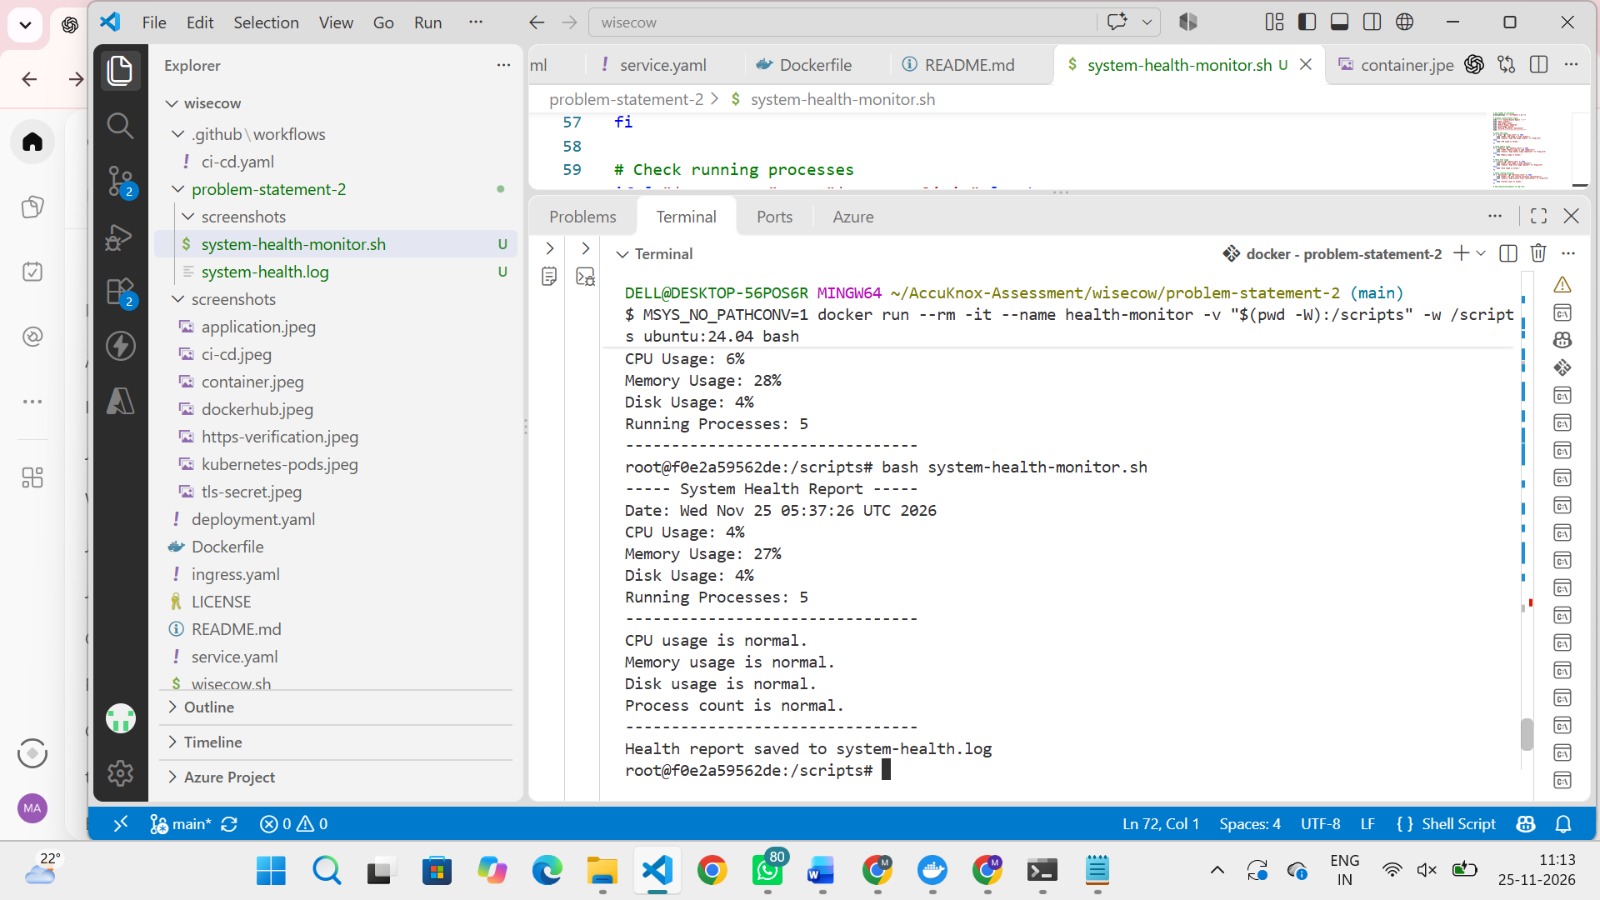 File Edit Selection View Go Run
wisecow
Explorer
wisecow
.github\workflows
ci-cd.yaml
problem-statement-2
screenshots
system-health-monitor.sh U
system-health.log U
screenshots
application.jpeg
ci-cd.jpeg
container.jpeg
dockerhub.jpeg
https-verification.jpeg
kubernetes-pods.jpeg
tls-secret.jpeg
deployment.yaml
Dockerfile
ingress.yaml
LICENSE
README.md
service.yaml
wisecow.sh
Outline
Timeline
Azure Project
2
2
MA
ml service.yaml Dockerfile README.md system-health-monitor.sh U container.jpe
problem-statement-2 > system-health-monitor.sh
57 fi
58
59 # Check running processes
Problems Terminal Ports Azure
Terminal
docker - problem-statement-2
DELL@DESKTOP-56POS6R MINGW64 ~/AccuKnox-Assessment/wisecow/problem-statement-2 (main)
$ MSYS_NO_PATHCONV=1 docker run --rm -it --name health-monitor -v "$(pwd -W):/scripts" -w /script
s ubuntu:24.04 bash
CPU Usage: 6%
Memory Usage: 28%
Disk Usage: 4%
Running Processes: 5
-------------------------------
root@f0e2a59562de:/scripts# bash system-health-monitor.sh
----- System Health Report -----
Date: Wed Nov 25 05:37:26 UTC 2026
CPU Usage: 4%
Memory Usage: 27%
Disk Usage: 4%
Running Processes: 5
-------------------------------
CPU usage is normal.
Memory usage is normal.
Disk usage is normal.
Process count is normal.
-------------------------------
Health report saved to system-health.log
root@f0e2a59562de:/scripts#
main* 0 0
Ln 72, Col 1 Spaces: 4 UTF-8 LF { } Shell Script
22°
80
ENG
IN
11:13
25-11-2026